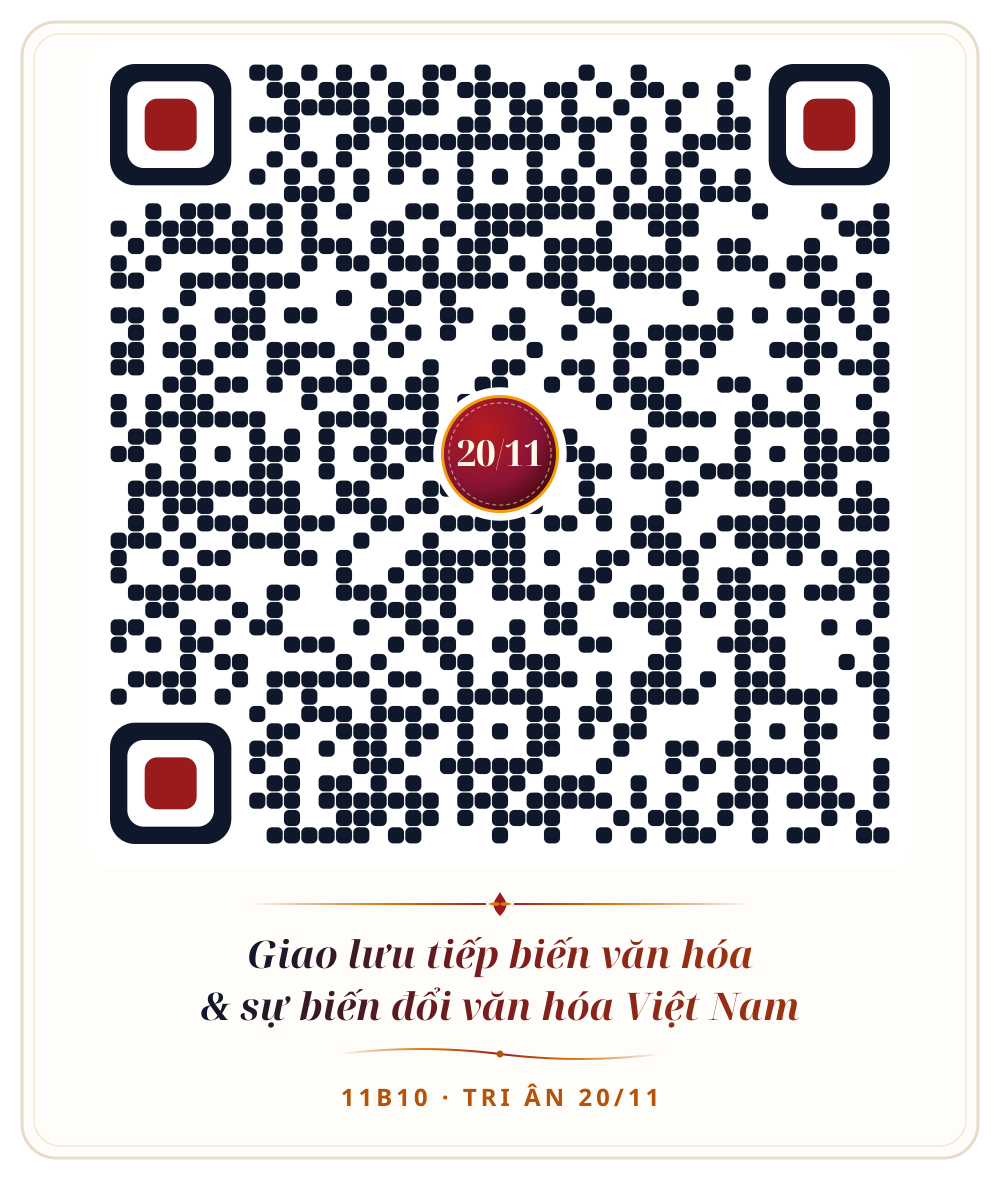 20/11
Giao lưu tiếp biến văn hóa
& sự biến đổi văn hóa Việt Nam
11B10 · TRI ÂN 20/11